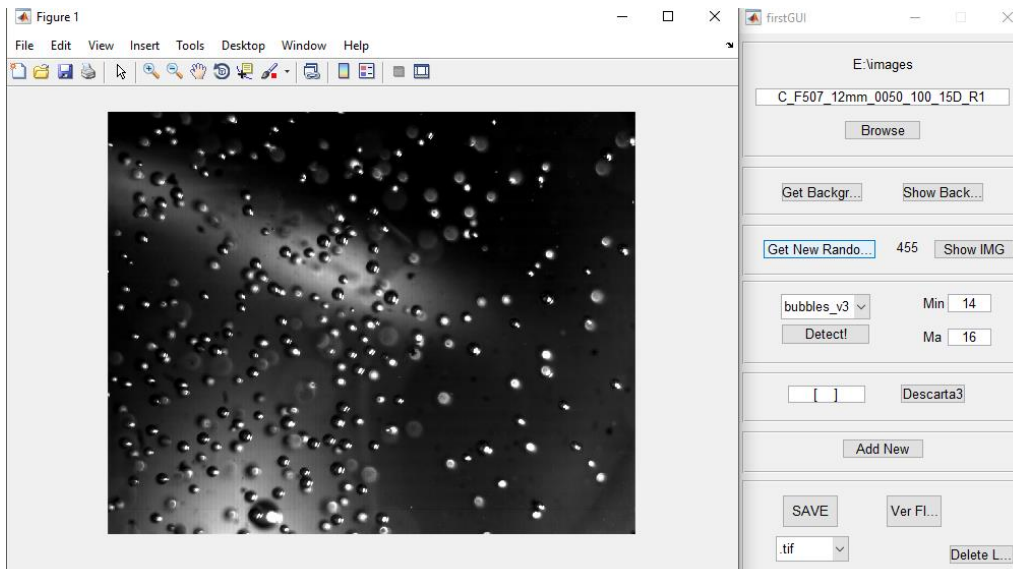 Figure 1
File Edit View Insert Tools Desktop Window Help
firstGUI
E:\images
C_F507_12mm_0050_100_15D_R1
Browse
Get Backgr... Show Back...
Get New Rando... 455 Show IMG
bubbles_v3 Min 14
Detect! Ma 16
[ ] Descarta3
Add New
SAVE Ver Fl...
.tif Delete L...